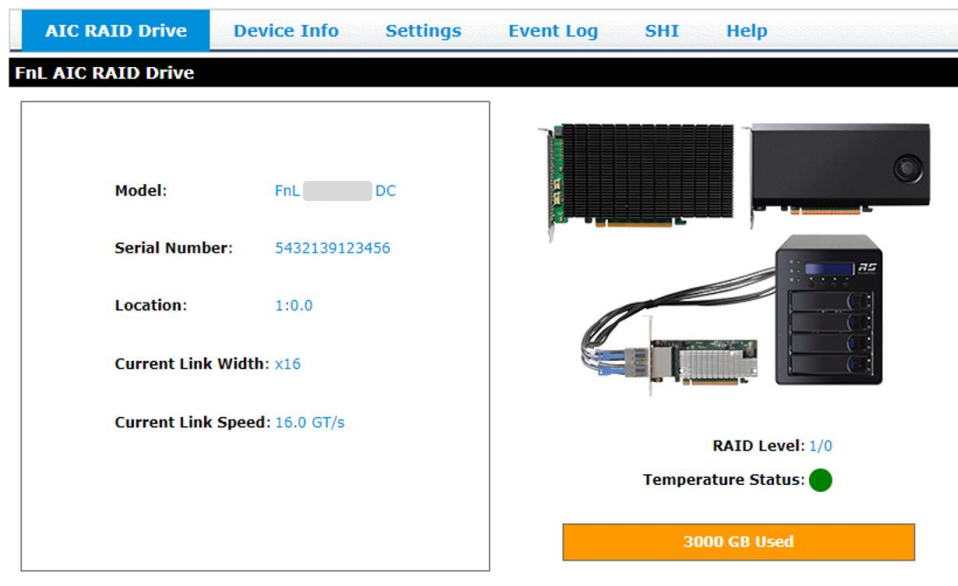 AIC RAID Drive Device Info Settings Event Log SHI Help
FnL AIC RAID Drive
Model: FnL DC
Serial Number: 5432139123456
Location: 1:0.0
Current Link Width: x16
Current Link Speed: 16.0 GT/s
RS
RAID Level: 1/0
Temperature Status:
3000 GB Used